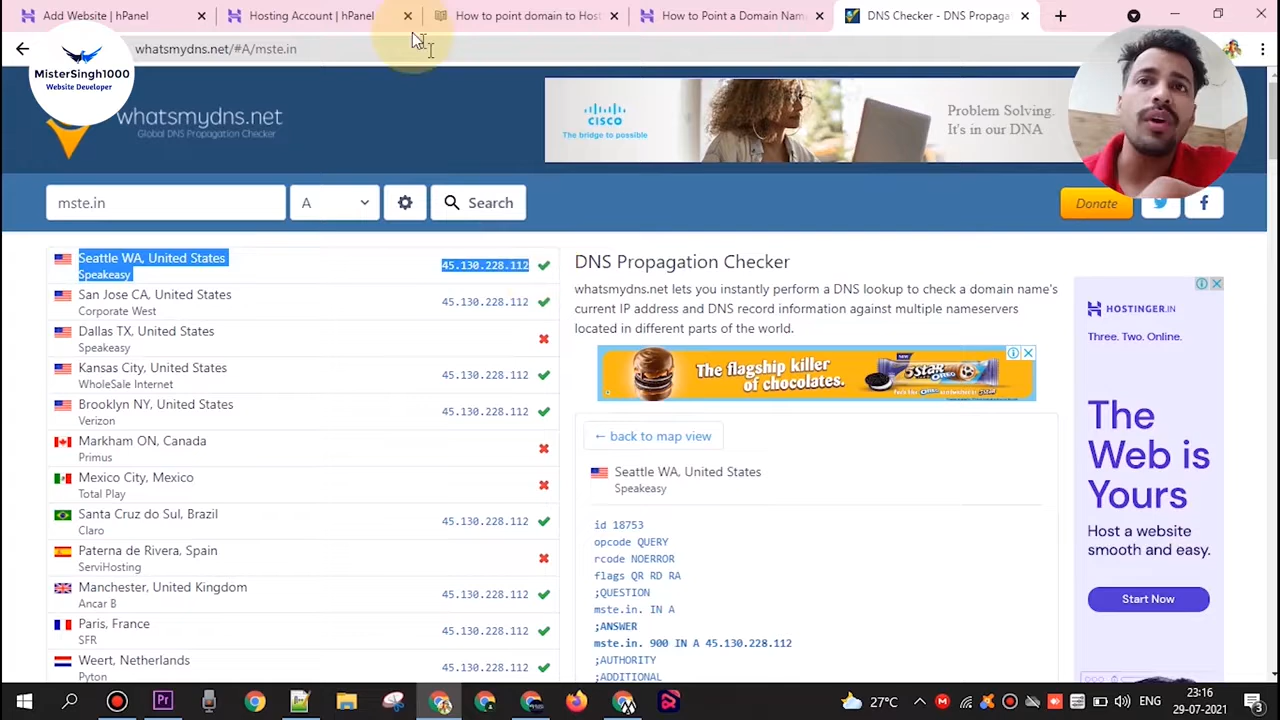 Add Website | hPanel
Hosting Account | hPanel
How to point domain to Host
How to Point a Domain Nam
DNS Checker - DNS Propaga
whatsmydns.net/#A/mste.in
MisterSingh1000
Website Developer
whatsmydns.net
Global DNS Propagation Checker
CISCO
The bridge to possible
Problem Solving.
It's in our DNA.
mste.in
A
Search
Donate
Seattle WA, United States
Speakeasy
45.130.228.112
San Jose CA, United States
Corporate West
45.130.228.112
Dallas TX, United States
Speakeasy
Kansas City, United States
WholeSale Internet
45.130.228.112
Brooklyn NY, United States
Verizon
45.130.228.112
Markham ON, Canada
Primus
Mexico City, Mexico
Total Play
Santa Cruz do Sul, Brazil
Claro
45.130.228.112
Paterna de Rivera, Spain
ServiHosting
Manchester, United Kingdom
Ancar B
45.130.228.112
Paris, France
SFR
45.130.228.112
Weert, Netherlands
Pyton
45.130.228.112
DNS Propagation Checker
whatsmydns.net lets you instantly perform a DNS lookup to check a domain name's
current IP address and DNS record information against multiple nameservers
located in different parts of the world.
The flagship killer
of chocolates.
5Star
OREO
← back to map view
Seattle WA, United States
Speakeasy
id 18753
opcode QUERY
rcode NOERROR
flags QR RD RA
;QUESTION
mste.in. IN A
;ANSWER
mste.in. 900 IN A 45.130.228.112
;AUTHORITY
;ADDITIONAL
HOSTINGER.IN
Three. Two. Online.
The
Web is
Yours
Host a website
smooth and easy.
Start Now
27°C
ENG
23:16
29-07-2021
3